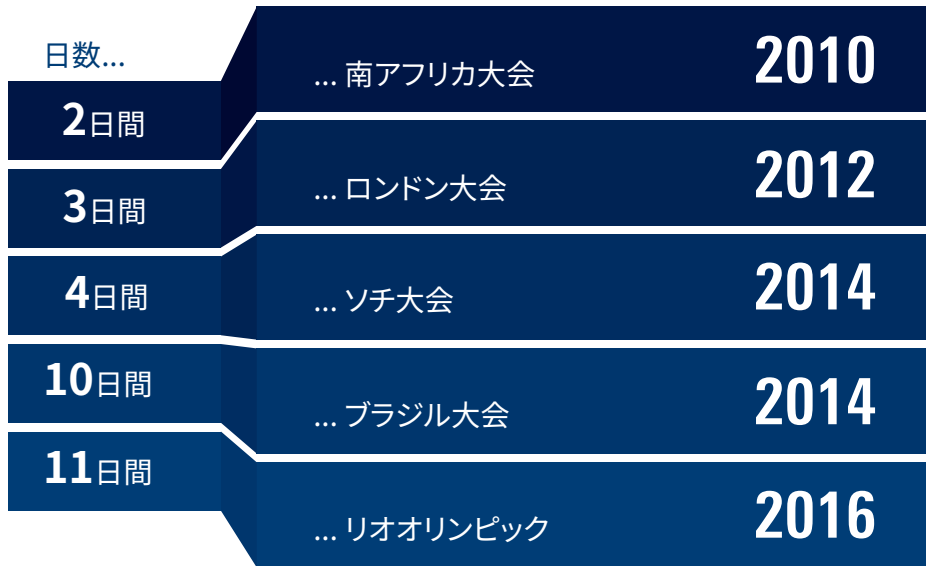 日数...
2日間
... 南アフリカ大会 2010
3日間
... ロンドン大会 2012
4日間
... ソチ大会 2014
10日間
... ブラジル大会 2014
11日間
... リオオリンピック 2016